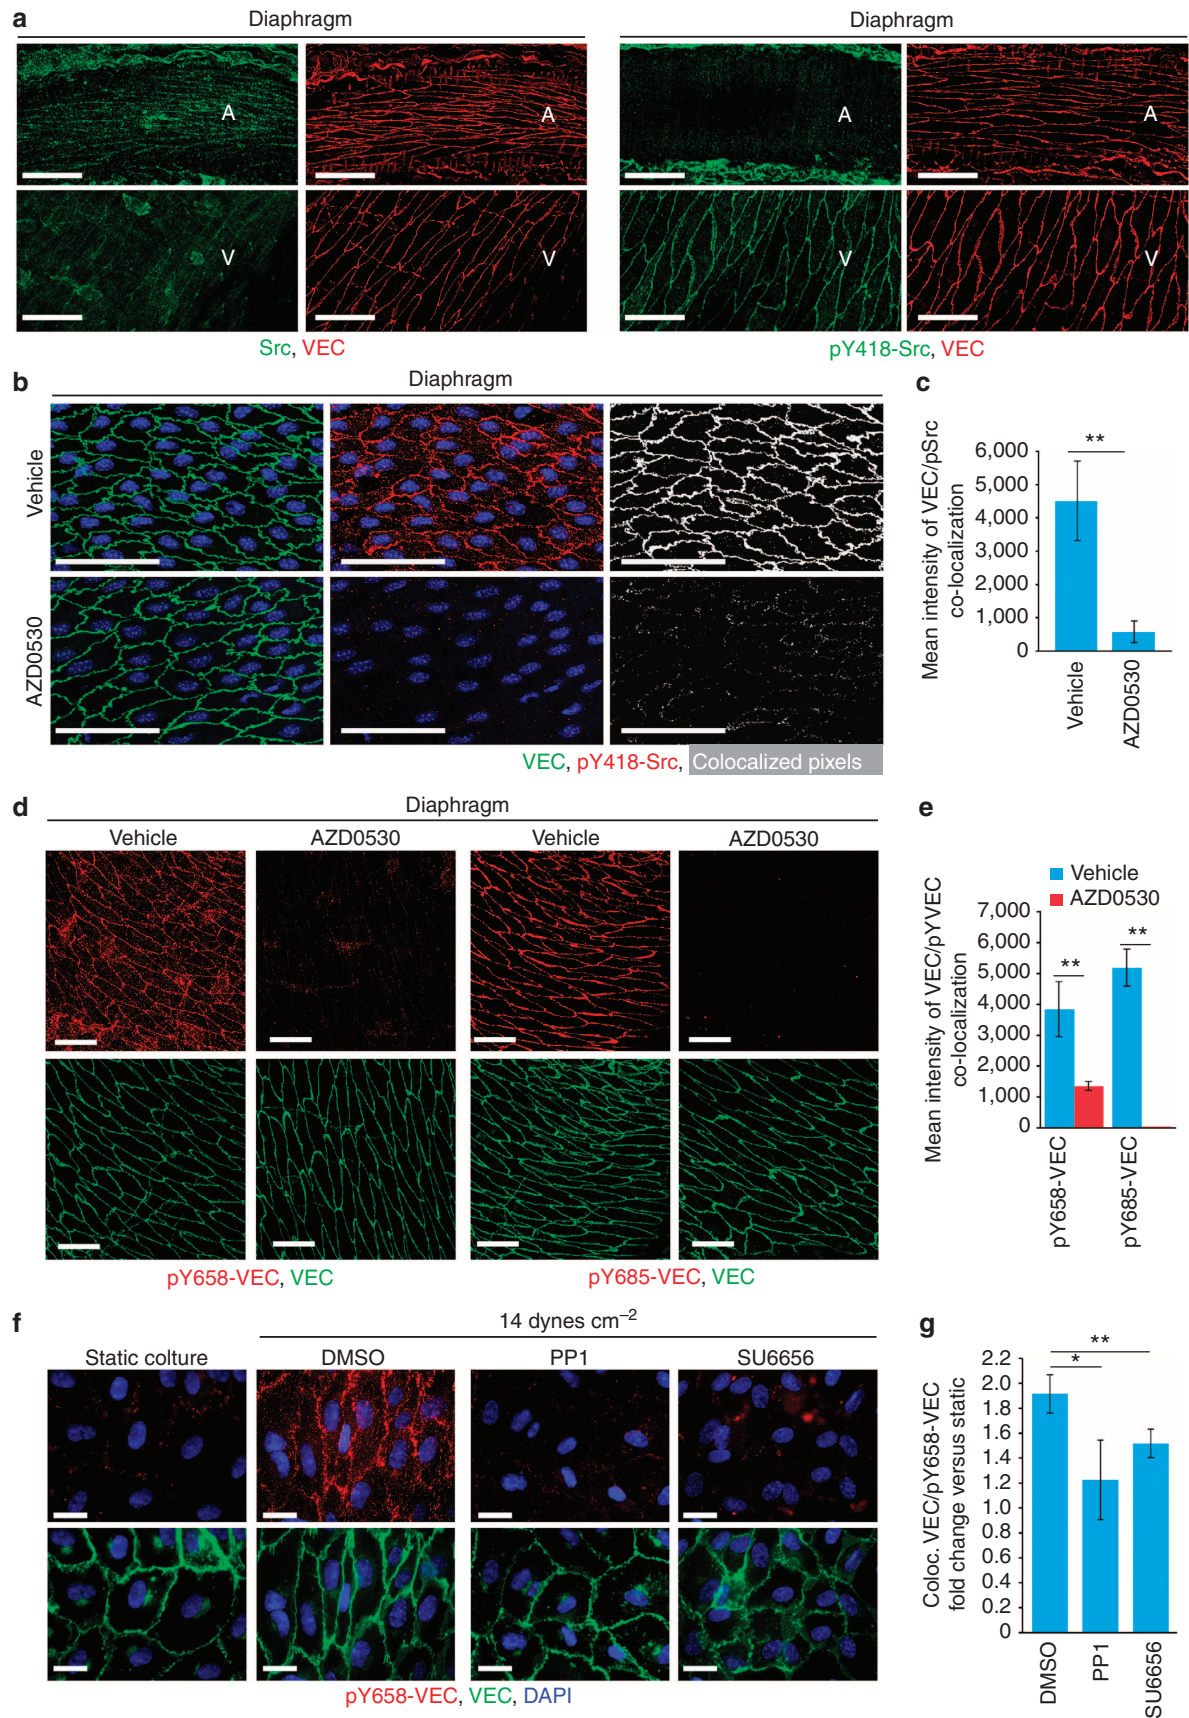 a
Diaphragm
Diaphragm
A
A
A
A
V
V
V
V
Src, VEC
pY418-Src, VEC
b
Diaphragm
Vehicle
AZD0530
VEC, pY418-Src, Colocalized pixels
c
Mean intensity of VEC/pSrc
co-localization
6,000
5,000
4,000
3,000
2,000
1,000
0
**
Vehicle
AZD0530
d
Diaphragm
Vehicle
AZD0530
Vehicle
AZD0530
pY658-VEC, VEC
pY685-VEC, VEC
e
Vehicle
AZD0530
Mean intensity of VEC/pYVEC
co-localization
7,000
6,000
5,000
4,000
3,000
2,000
1,000
0
**
**
pY658-VEC
pY685-VEC
f
14 dynes cm⁻²
Static colture
DMSO
PP1
SU6656
pY658-VEC, VEC, DAPI
g
Coloc. VEC/pY658-VEC
fold change versus static
2.2
2.0
1.8
1.6
1.4
1.2
1.0
0.8
0.6
0.4
0.2
0
**
*
DMSO
PP1
SU6656